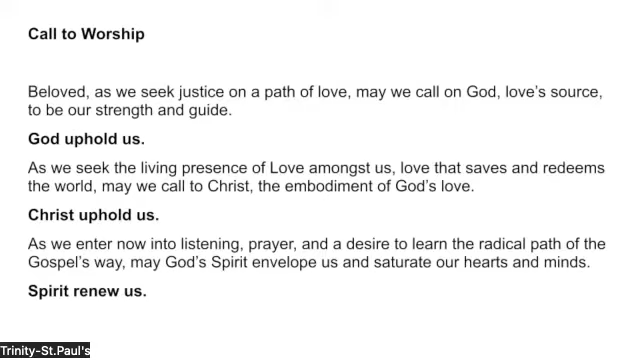 Call to Worship
Beloved, as we seek justice on a path of love, may we call on God, love's source,
to be our strength and guide.
God uphold us.
As we seek the living presence of Love amongst us, love that saves and redeems
the world, may we call to Christ, the embodiment of God's love.
Christ uphold us.
As we enter now into listening, prayer, and a desire to learn the radical path of the
Gospel's way, may God's Spirit envelope us and saturate our hearts and minds.
Spirit renew us.
Trinity-St.Paul's